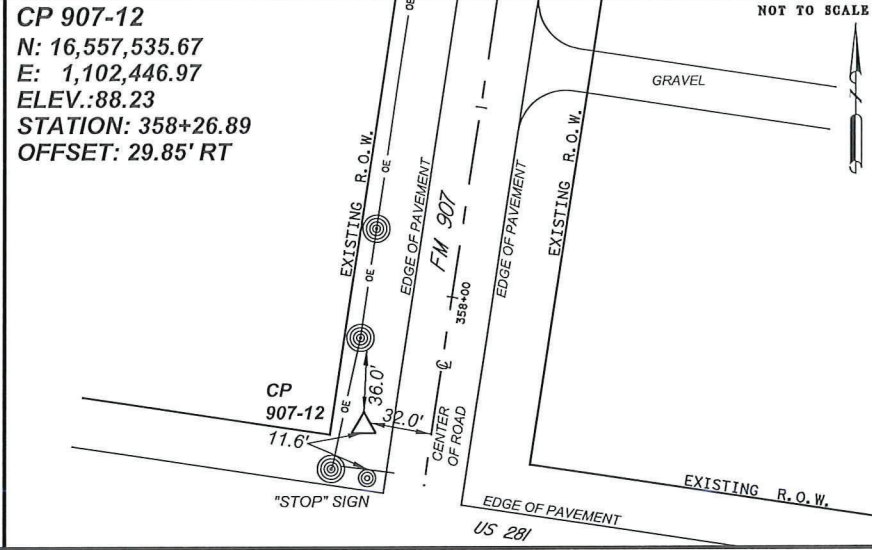 CP 907-12
N: 16,557,535.67
E: 1,102,446.97
ELEV.:88.23
STATION: 358+26.89
OFFSET: 29.85' RT
NOT TO SCALE
GRAVEL
OE
EXISTING R.O.W.
OE
OE
OE
EDGE OF PAVEMENT
FM 907
EDGE OF PAVEMENT
EXISTING R.O.W.
358+00
CP
907-12
36.0'
32.0'
11.6'
CENTER
OF ROAD
"STOP" SIGN
EDGE OF PAVEMENT
EXISTING R.O.W.
US 281